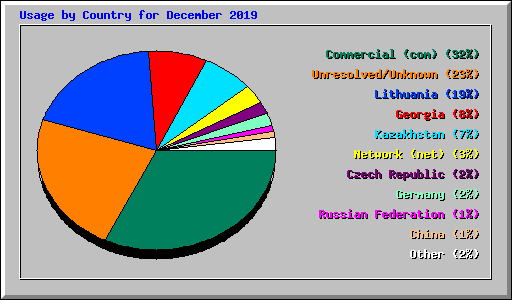 Usage by Country for December 2019
Commercial (com) (32%)
Unresolved/Unknown (23%)
Lithuania (19%)
Georgia (8%)
Kazakhstan (7%)
Network (net) (3%)
Czech Republic (2%)
Germany (2%)
Russian Federation (1%)
China (1%)
Other (2%)